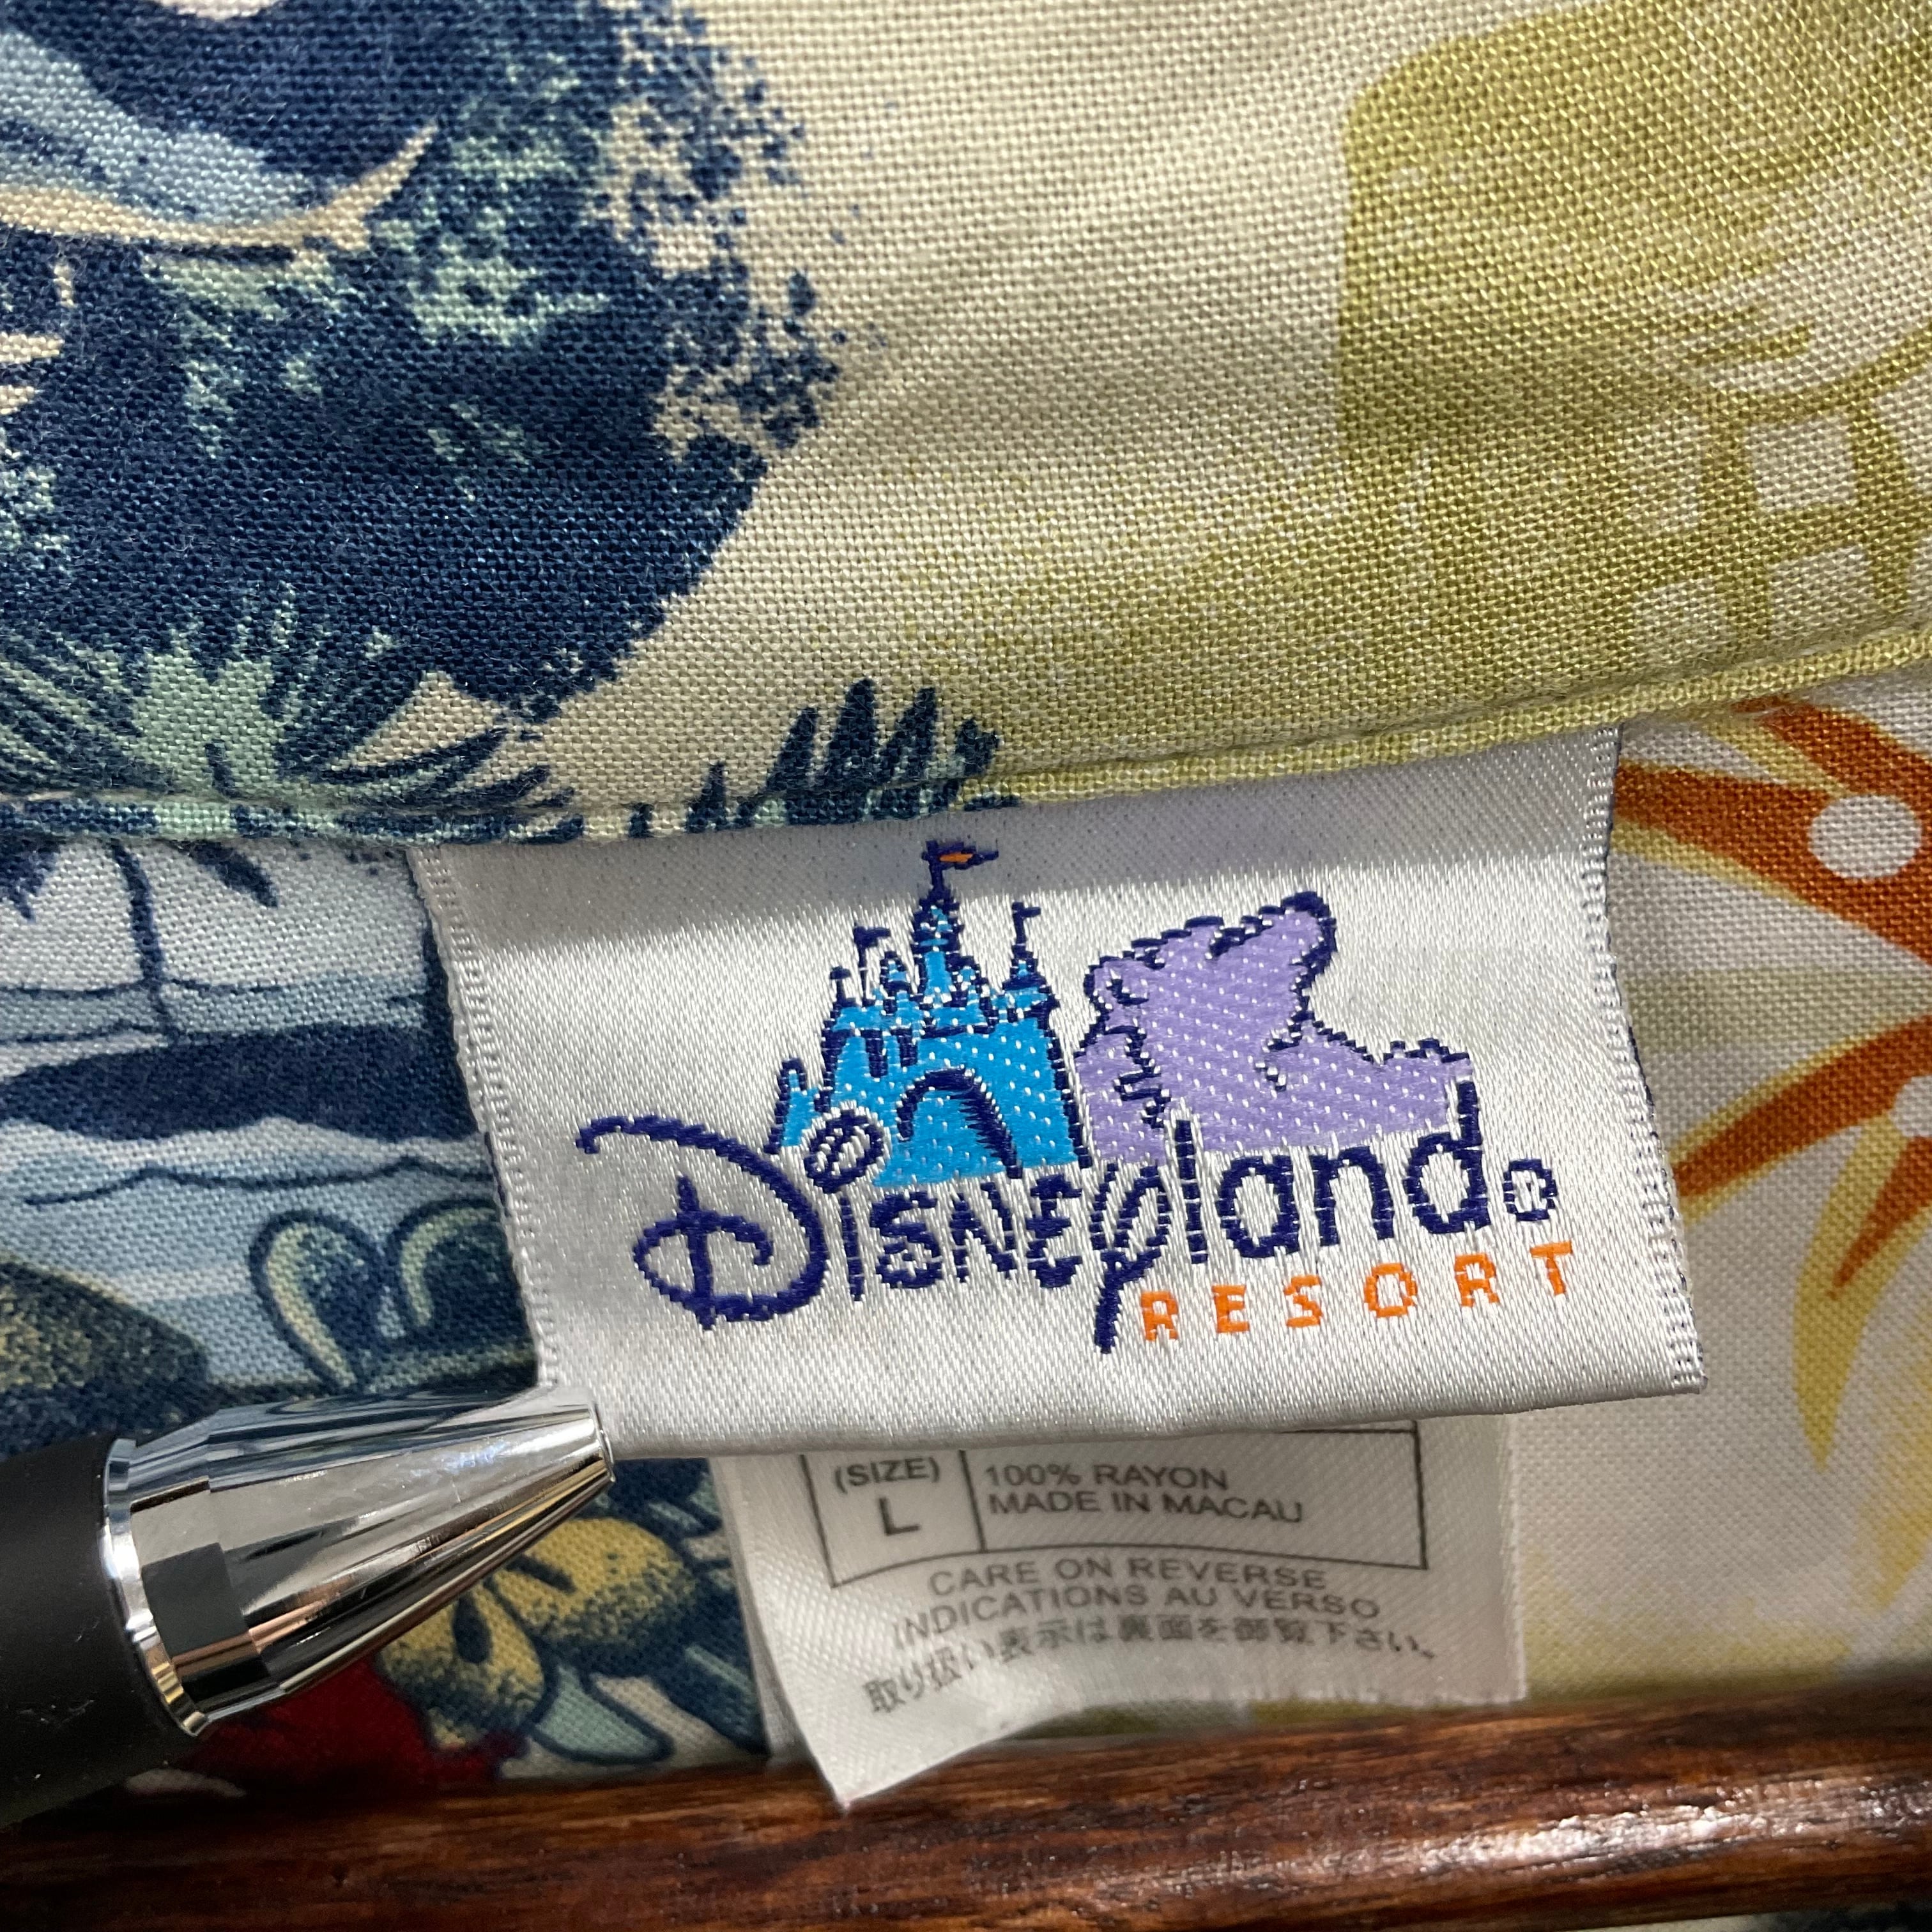 Disneyland®
RESORT
(SIZE)
L
100% RAYON
MADE IN MACAU
CARE ON REVERSE
INDICATIONS AU VERSO
取り扱い表示は裏面を御覧下さい。